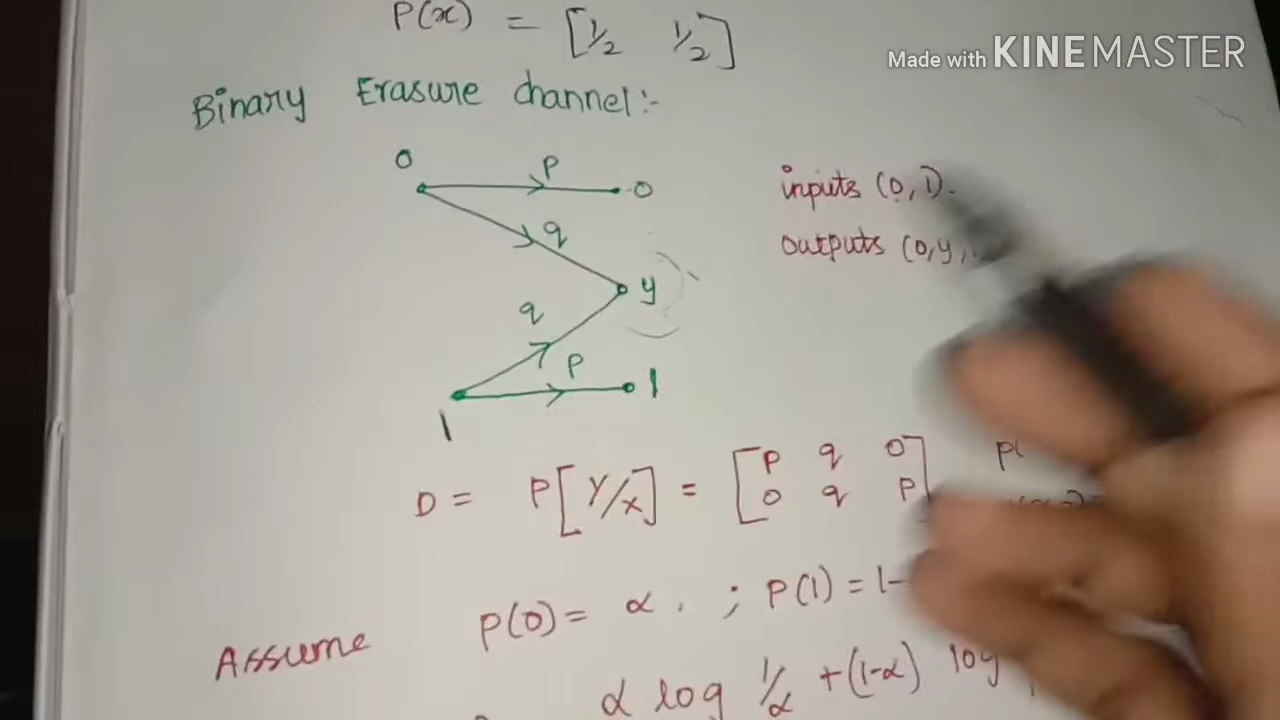 P(x) = [1/2 1/2]
Made with KINEMASTER
Binary Erasure channel:-
0 P 0
inputs (0,1).
q
outputs (0,y,
y
q
P 1
1
D = P[Y/X] = [P q 0
0 q P] P(
Assume P(0) = α . ; P(1) = 1-
α log 1/α + (1-α) log